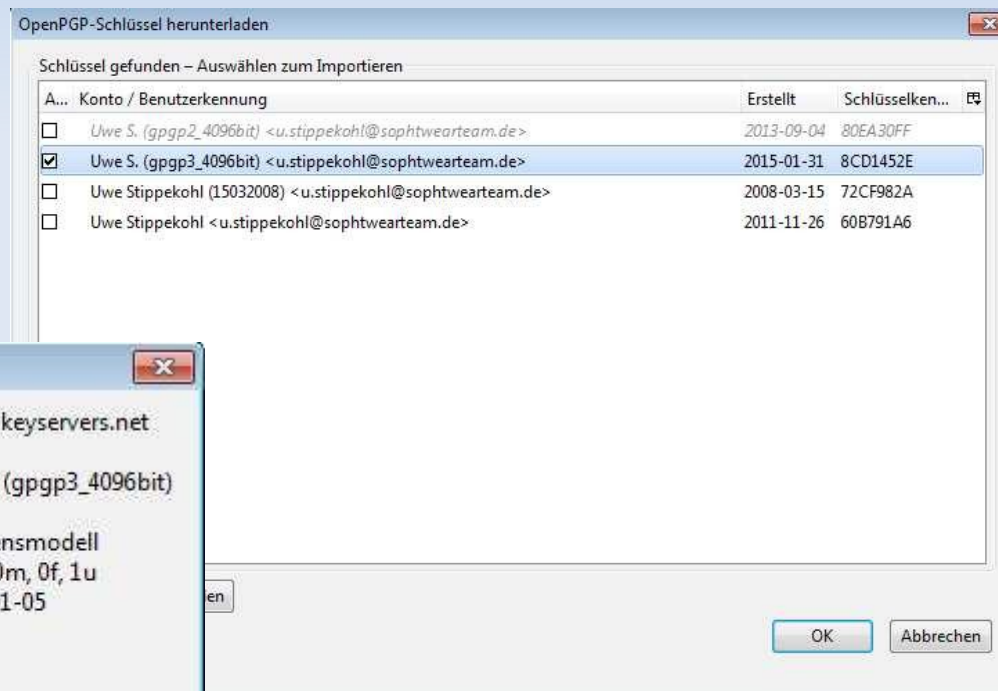 OpenPGP-Schlüssel herunterladen
Schlüssel gefunden – Auswählen zum Importieren
A... Konto / Benutzerkennung Erstellt Schlüsselken...
Uwe S. (gpgp2_4096bit) <u.stippekohl@sophtwearteam.de> 2013-09-04 80EA30FF
Uwe S. (gpgp3_4096bit) <u.stippekohl@sophtwearteam.de> 2015-01-31 8CD1452E
Uwe Stippekohl (15032008) <u.stippekohl@sophtwearteam.de> 2008-03-15 72CF982A
Uwe Stippekohl <u.stippekohl@sophtwearteam.de> 2011-11-26 60B791A6
keyservers.net
(gpgp3_4096bit)
ensmodell
0m, 0f, 1u
1-05
en
OK Abbrechen